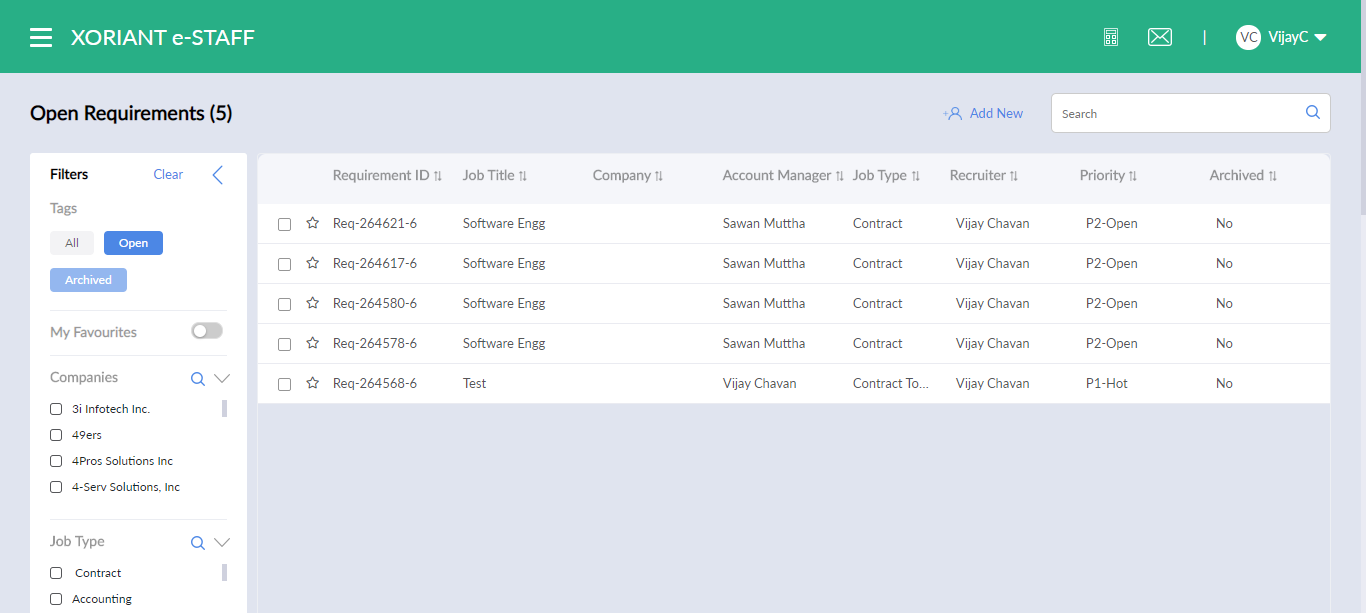 XORIANT e-STAFF
VC VijayC
Open Requirements (5)
Add New
Search
Filters Clear
Tags
All Open
Archived
My Favourites
Companies
3i Infotech Inc.
49ers
4Pros Solutions Inc
4-Serv Solutions, Inc
Job Type
Contract
Accounting
Requirement ID Job Title Company Account Manager Job Type Recruiter Priority Archived
Req-264621-6 Software Engg Sawan Muttha Contract Vijay Chavan P2-Open No
Req-264617-6 Software Engg Sawan Muttha Contract Vijay Chavan P2-Open No
Req-264580-6 Software Engg Sawan Muttha Contract Vijay Chavan P2-Open No
Req-264578-6 Software Engg Sawan Muttha Contract Vijay Chavan P2-Open No
Req-264568-6 Test Vijay Chavan Contract To... Vijay Chavan P1-Hot No